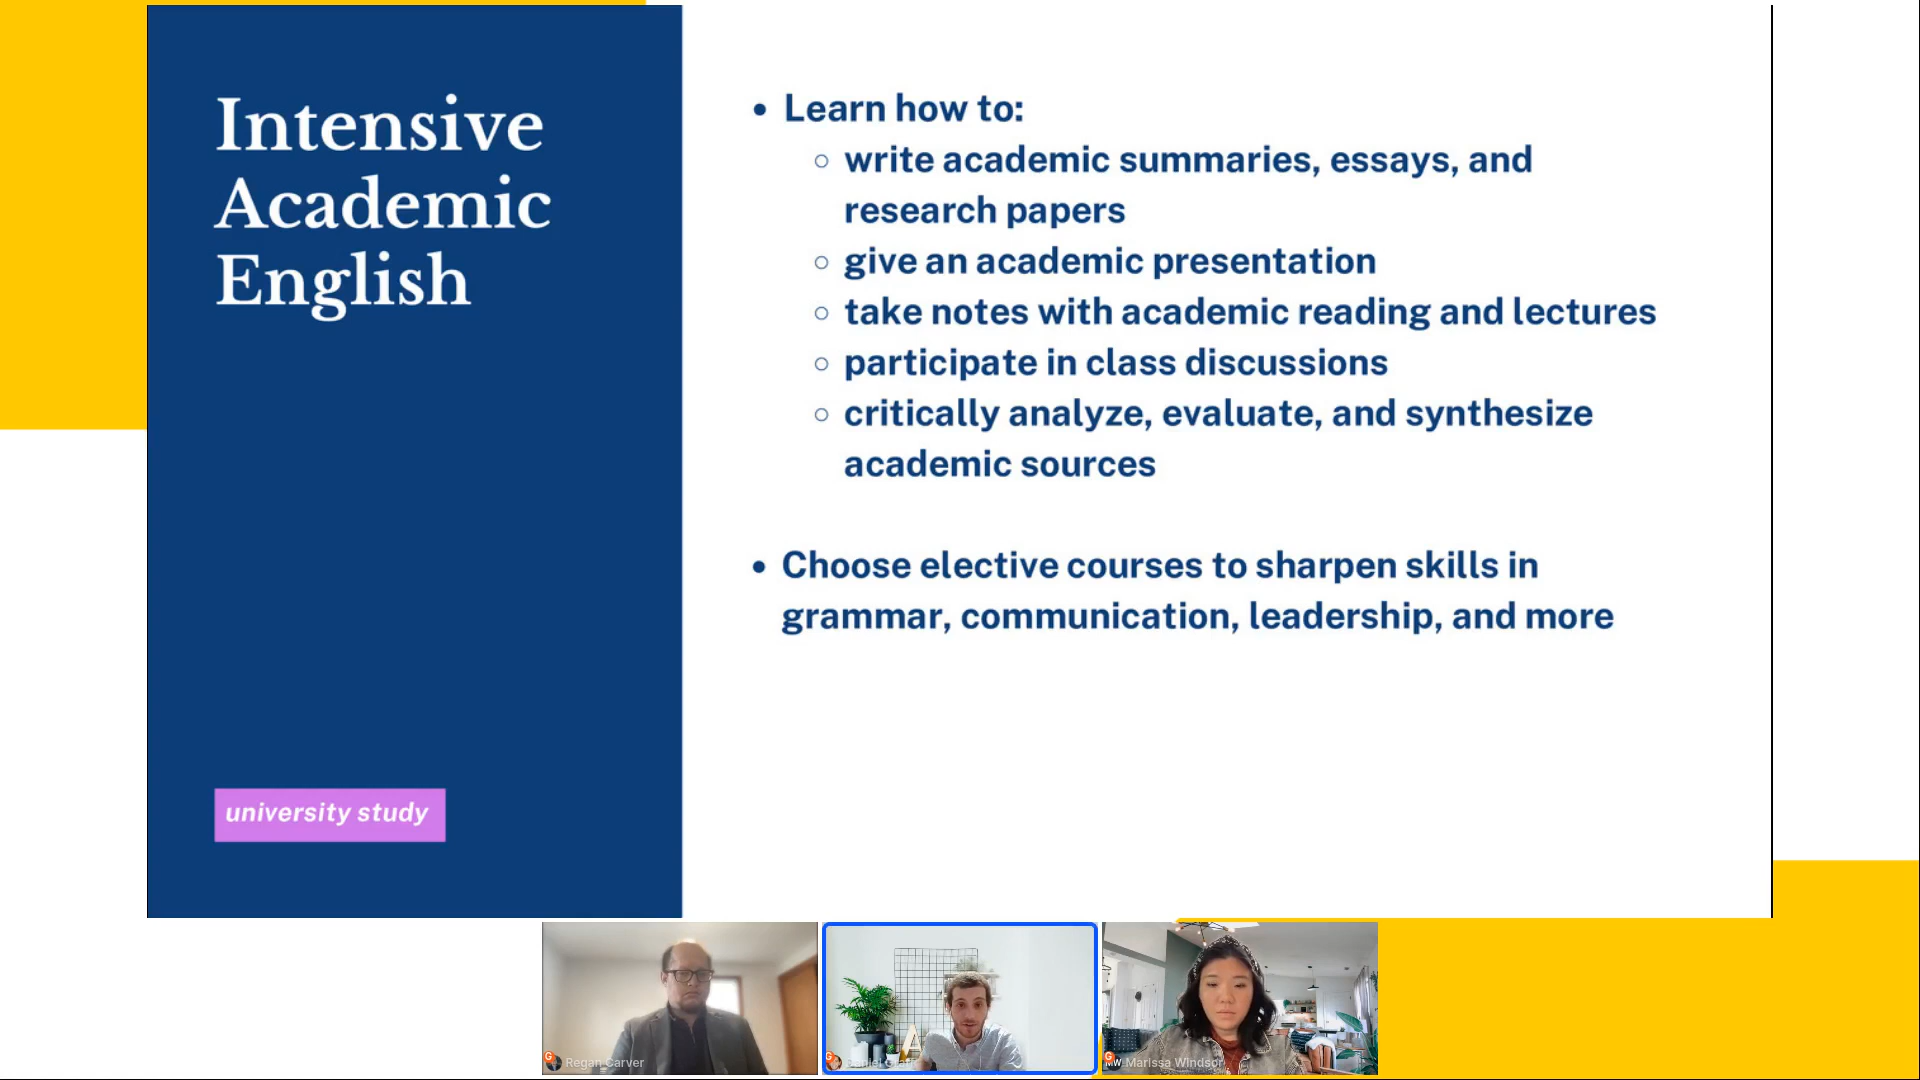 Intensive
Academic
English
university study
Learn how to:
write academic summaries, essays, and
research papers
give an academic presentation
take notes with academic reading and lectures
participate in class discussions
critically analyze, evaluate, and synthesize
academic sources
Choose elective courses to sharpen skills in
grammar, communication, leadership, and more
G
Regan Carver
G
A
G
MW Marissa Windsor